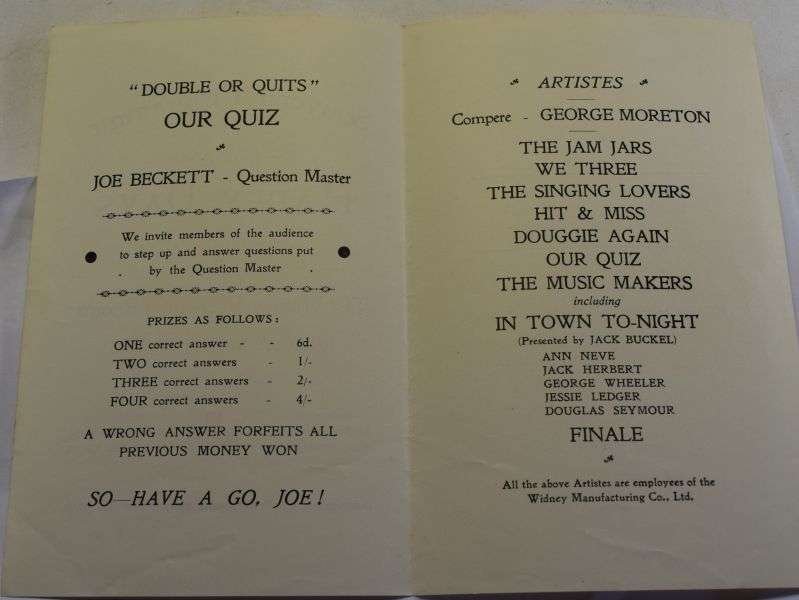 "DOUBLE OR QUITS"
OUR QUIZ
JOE BECKETT - Question Master
We invite members of the audience
to step up and answer questions put
by the Question Master
PRIZES AS FOLLOWS:
ONE correct answer - - 6d.
TWO correct answers - 1/-
THREE correct answers - 2/-
FOUR correct answers - 4/-
A WRONG ANSWER FORFEITS ALL
PREVIOUS MONEY WON
SO—HAVE A GO, JOE!
ARTISTES
Compere - GEORGE MORETON
THE JAM JARS
WE THREE
THE SINGING LOVERS
HIT & MISS
DOUGGIE AGAIN
OUR QUIZ
THE MUSIC MAKERS
including
IN TOWN TO-NIGHT
(Presented by JACK BUCKEL)
ANN NEVE
JACK HERBERT
GEORGE WHEELER
JESSIE LEDGER
DOUGLAS SEYMOUR
FINALE
All the above Artistes are employees of the
Widney Manufacturing Co., Ltd.